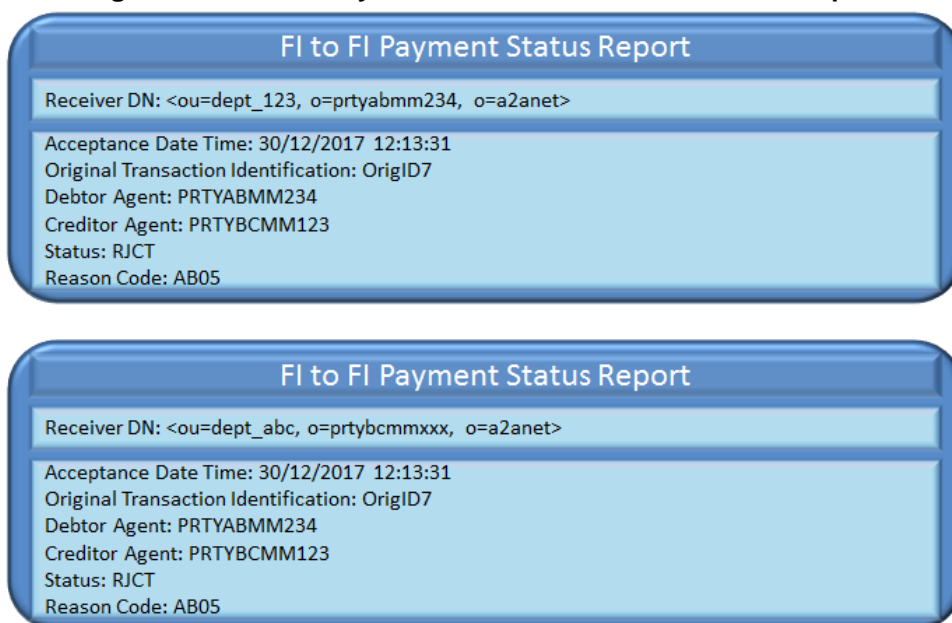 FI to FI Payment Status Report
Receiver DN: <ou=dept_123, o=prtyabmm234, o=a2anet>
Acceptance Date Time: 30/12/2017 12:13:31
Original Transaction Identification: OrigID7
Debtor Agent: PRTYABMM234
Creditor Agent: PRTYBCMM123
Status: RJCT
Reason Code: AB05
FI to FI Payment Status Report
Receiver DN: <ou=dept_abc, o=prtybcmmxxx, o=a2anet>
Acceptance Date Time: 30/12/2017 12:13:31
Original Transaction Identification: OrigID7
Debtor Agent: PRTYABMM234
Creditor Agent: PRTYBCMM123
Status: RJCT
Reason Code: AB05